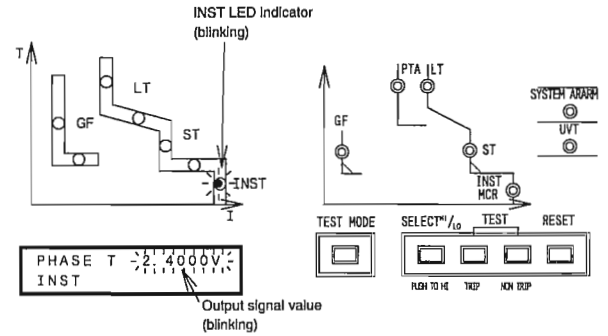 INST LED indicator
(blinking)
T
LT
GF
ST
INST
I
PHASE T 2.4000V
INST
Output signal value
(blinking)
PTA LT
GF
ST
INST
MCR
SYSTEM ARARM
UVT
TEST MODE
SELECT HI/LO TEST RESET
PUSH TO HI TRIP NON TRIP